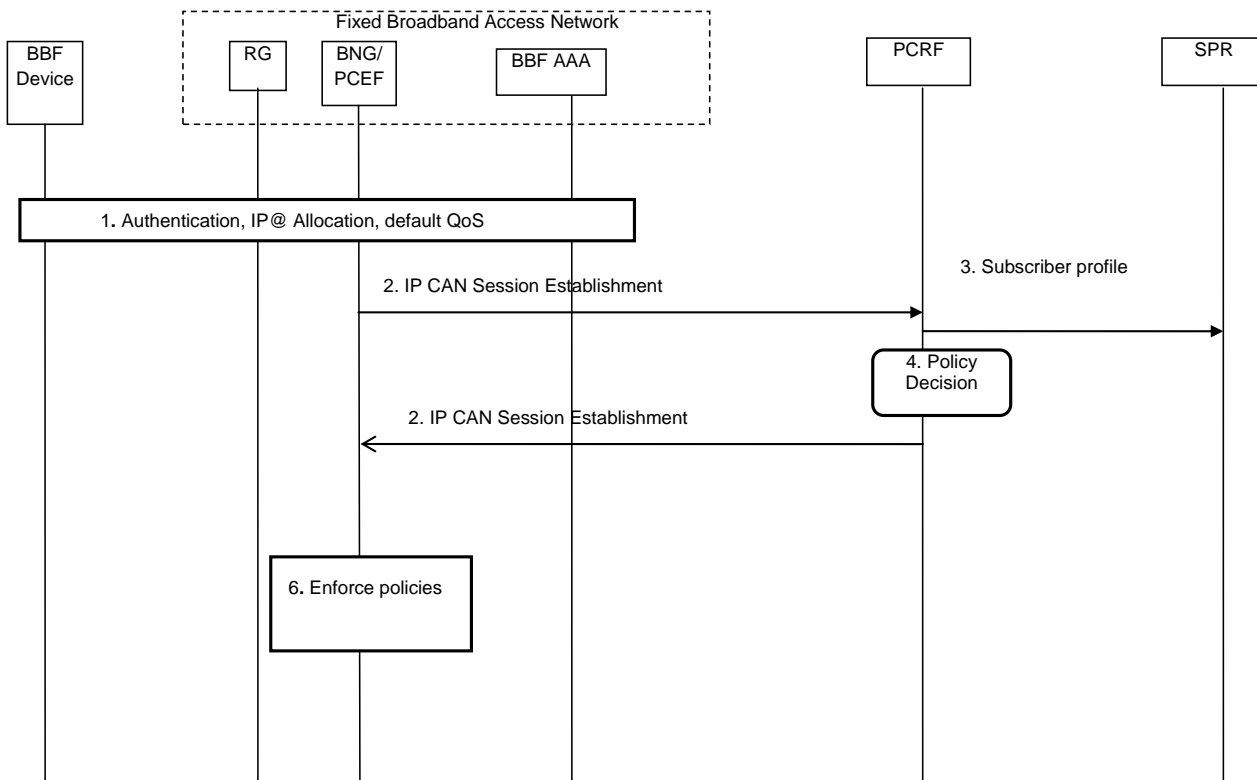 Fixed Broadband Access Network
BBF
Device
RG
BNG/
PCEF
BBF AAA
PCRF
SPR
1. Authentication, IP@ Allocation, default QoS
2. IP CAN Session Establishment
3. Subscriber profile
4. Policy
Decision
2. IP CAN Session Establishment
6. Enforce policies